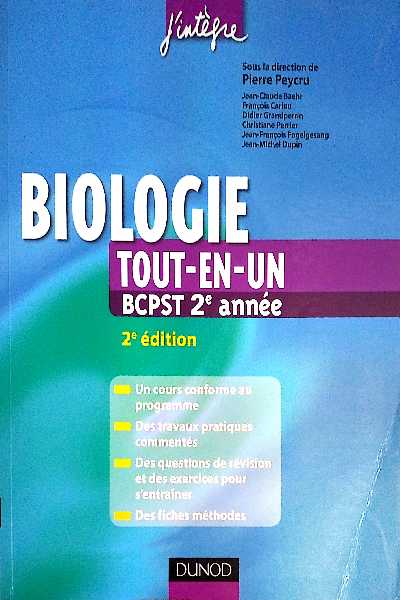 j'intègre
Sous la direction de
Pierre Peycru
Jean-Claude Baehr
François Cariou
Didier Grandperrin
Christiane Perrier
Jean-François Fogelgesang
Jean-Michel Dupin
BIOLOGIE
TOUT-EN-UN
BCPST 2e année
2e édition
Un cours conforme au
programme
Des travaux pratiques
commentés
Des questions de révision
et des exercices pour
s'entraîner
Des fiches méthodes
DUNOD